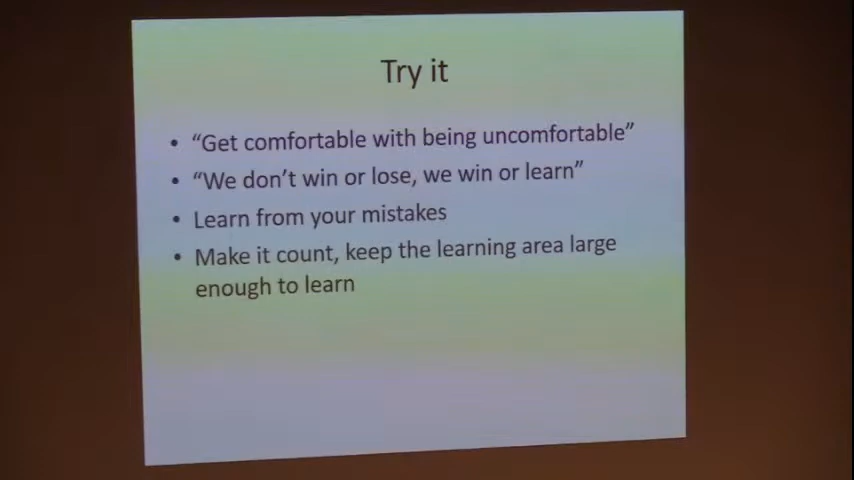 Try it
• “Get comfortable with being uncomfortable”
• “We don’t win or lose, we win or learn”
• Learn from your mistakes
• Make it count, keep the learning area large
enough to learn